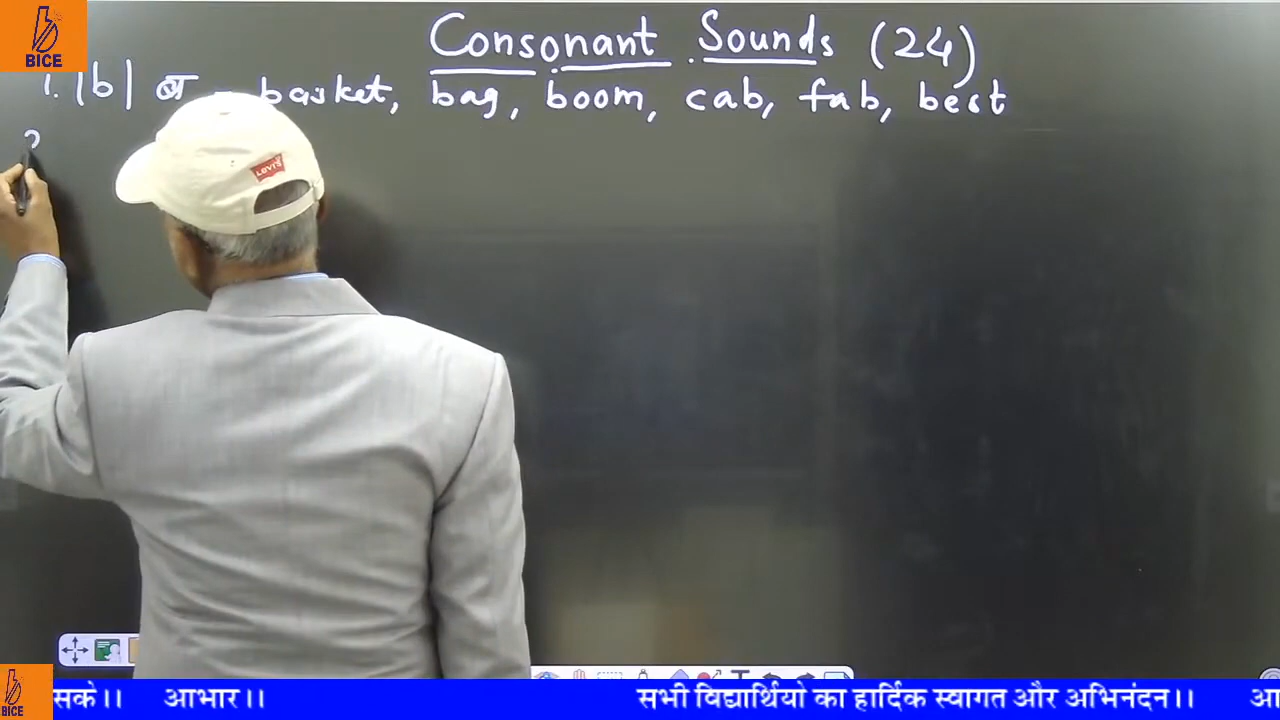 BICE
Consonant Sounds (24)
1. |b| ब - basket, bag, boom, cab, fab, best
2
LEVI'S
BICE
सके।। आभार।। सभी विद्यार्थियो का हार्दिक स्वागत और अभिनंदन।। आ